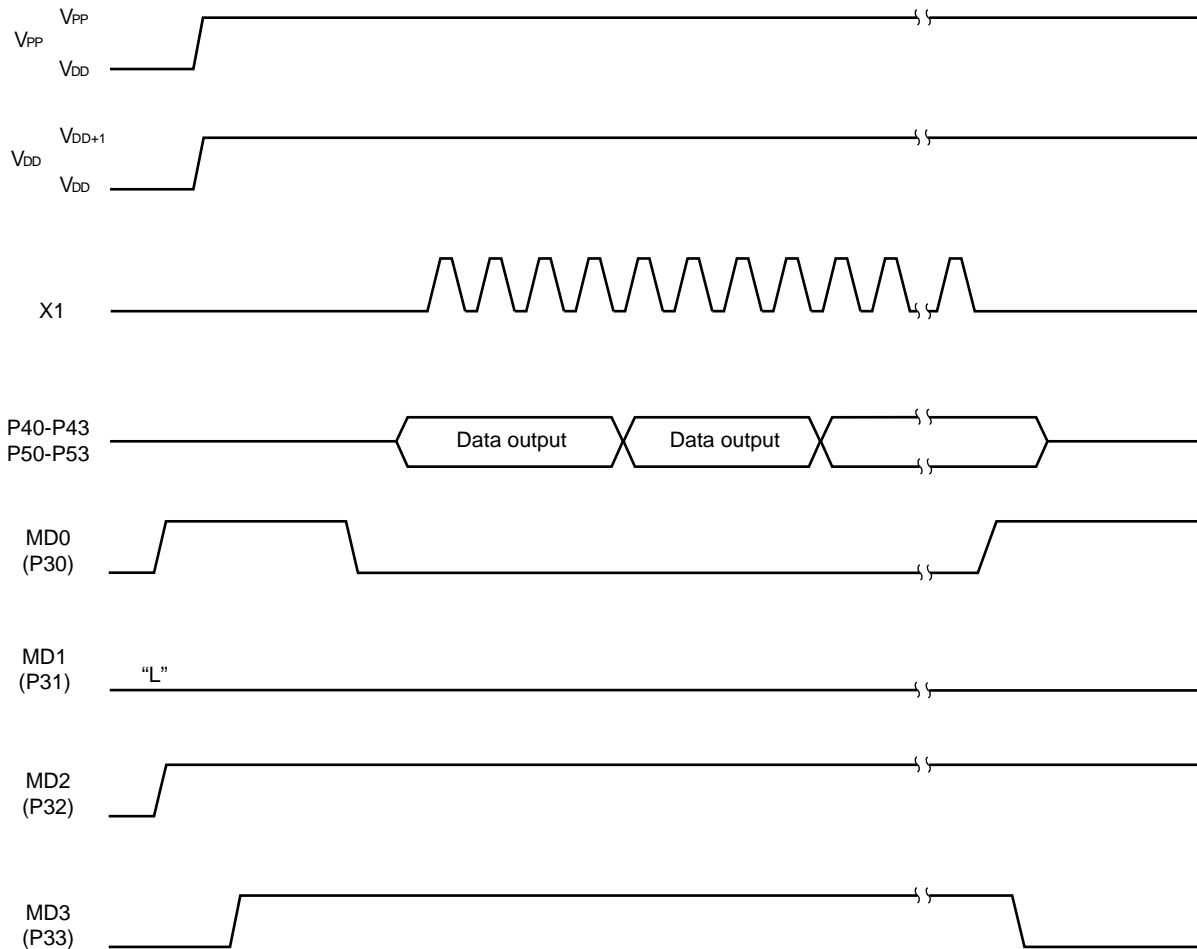 VPP
VPP
VDD
VDD+1
VDD
VDD
X1
P40-P43
P50-P53
Data output
Data output
MD0
(P30)
MD1
(P31)
“L”
MD2
(P32)
MD3
(P33)